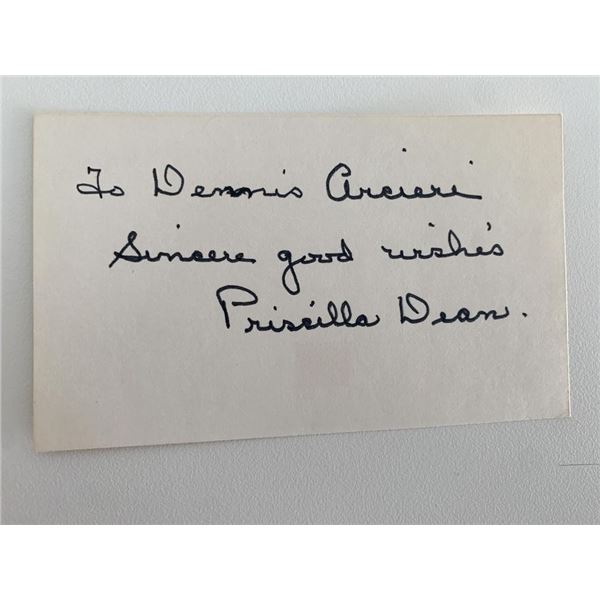 To Dennis Arcieri
Sincere good wishes
Priscilla Dean.